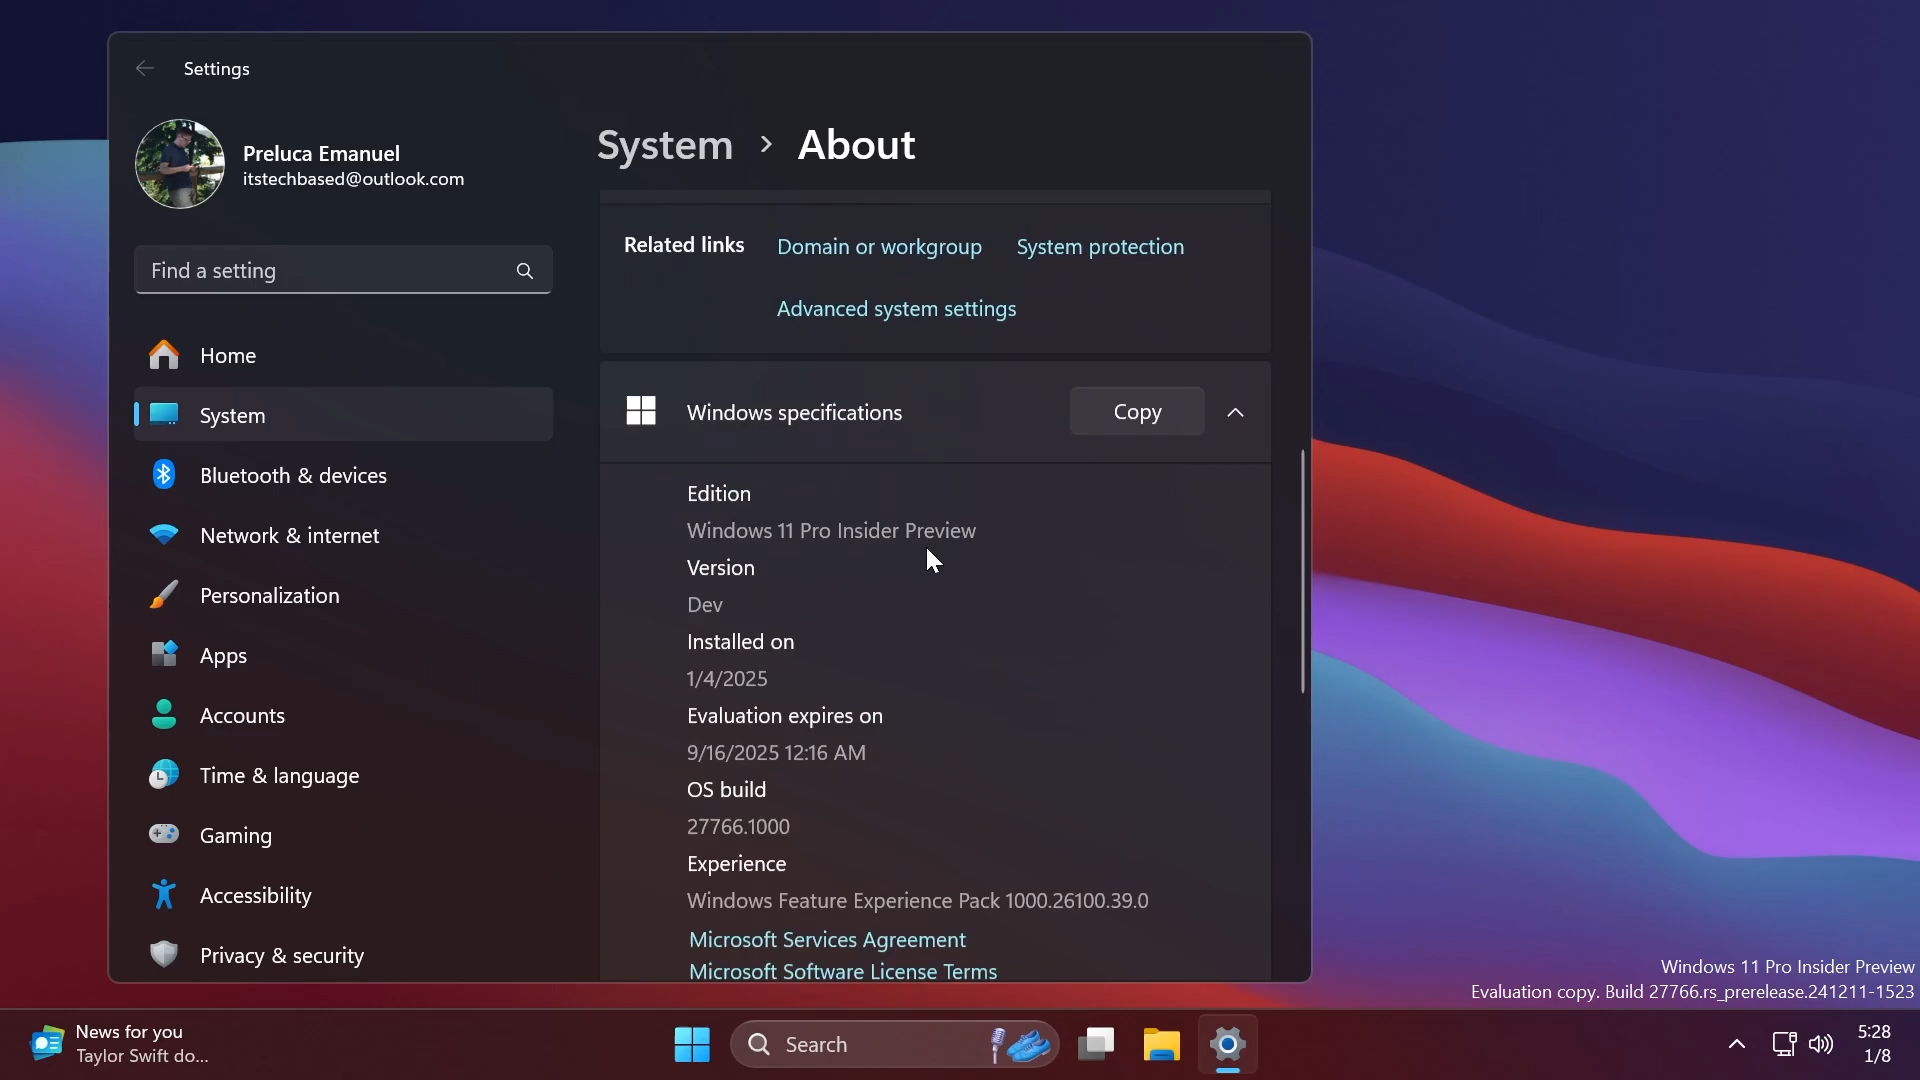 Settings
Preluca Emanuel
itstechbased@outlook.com
Find a setting
Home
System
Bluetooth & devices
Network & internet
Personalization
Apps
Accounts
Time & language
Gaming
Accessibility
Privacy & security
System > About
Related links Domain or workgroup System protection
Advanced system settings
Windows specifications Copy
Edition
Windows 11 Pro Insider Preview
Version
Dev
Installed on
1/4/2025
Evaluation expires on
9/16/2025 12:16 AM
OS build
27766.1000
Experience
Windows Feature Experience Pack 1000.26100.39.0
Microsoft Services Agreement
Microsoft Software License Terms
Windows 11 Pro Insider Preview
Evaluation copy. Build 27766.rs_prerelease.241211-1523
News for you
Taylor Swift do...
Search
5:28
1/8